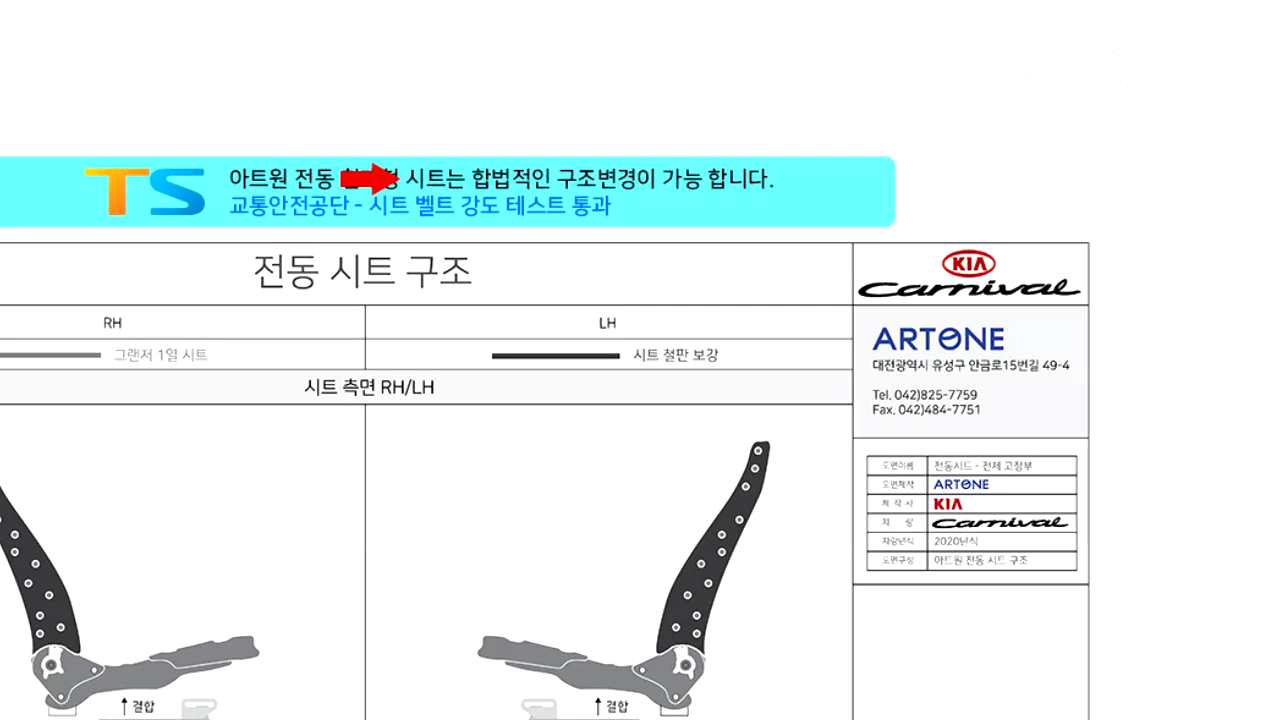 TS
아트원 전동 시트는 합법적인 구조변경이 가능 합니다.
교통안전공단 - 시트 벨트 강도 테스트 통과
전동 시트 구조
KIA
Carnival
RH
LH
그랜저 1열 시트
시트 철판 보강
시트 측면 RH/LH
ARTONE
대전광역시 유성구 안금로15번길 49-4
Tel. 042)825-7759
Fax. 042)484-7751
도면이름 전동시트 - 전체 고정부
도면제작 ARTONE
제 작 사 KIA
차 량 Carnival
차량년식 2020년식
도면구성 아트원 전동 시트 구조
결합
결합